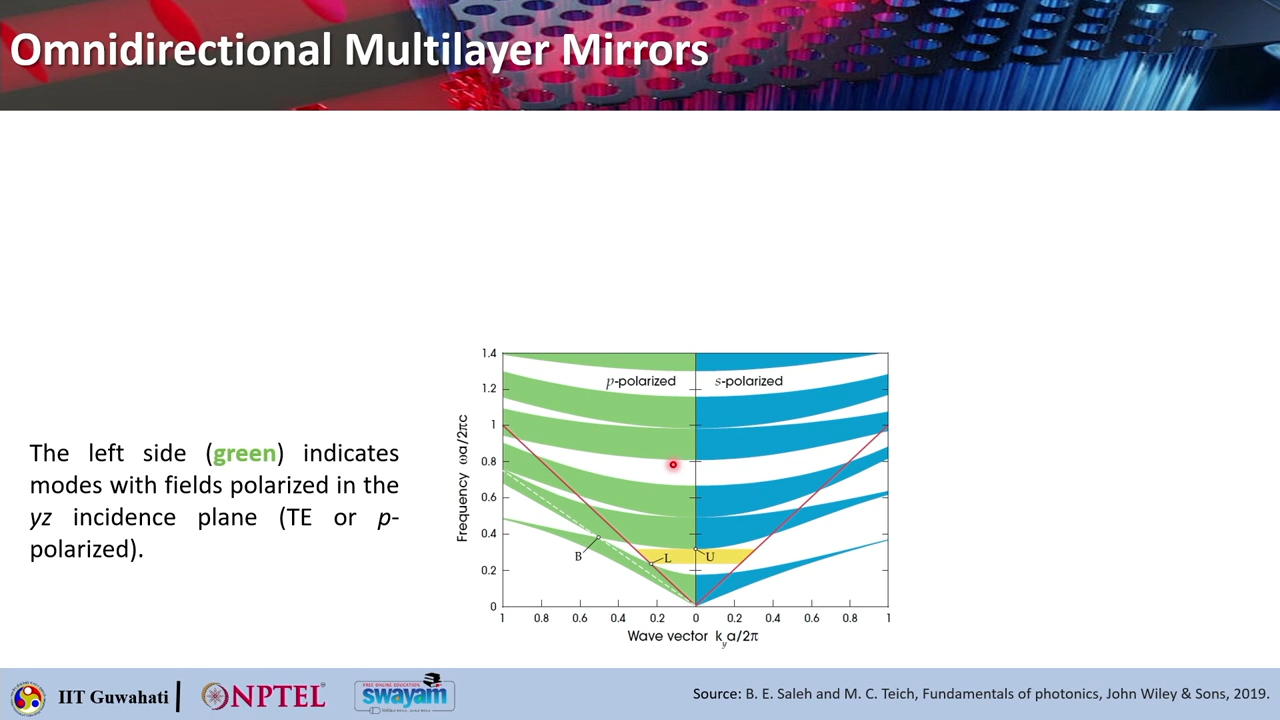 Omnidirectional Multilayer Mirrors
The left side (green) indicates
modes with fields polarized in the
yz incidence plane (TE or p-
polarized).
Frequency ωa/2πc
1.4
1.2
1
0.8
0.6
0.4
0.2
0
p-polarized
s-polarized
B
L
U
1 0.8 0.6 0.4 0.2 0 0.2 0.4 0.6 0.8 1
Wave vector kya/2π
IIT Guwahati
NPTEL
FREE ONLINE EDUCATION
swayam
Source: B. E. Saleh and M. C. Teich, Fundamentals of photonics, John Wiley & Sons, 2019.